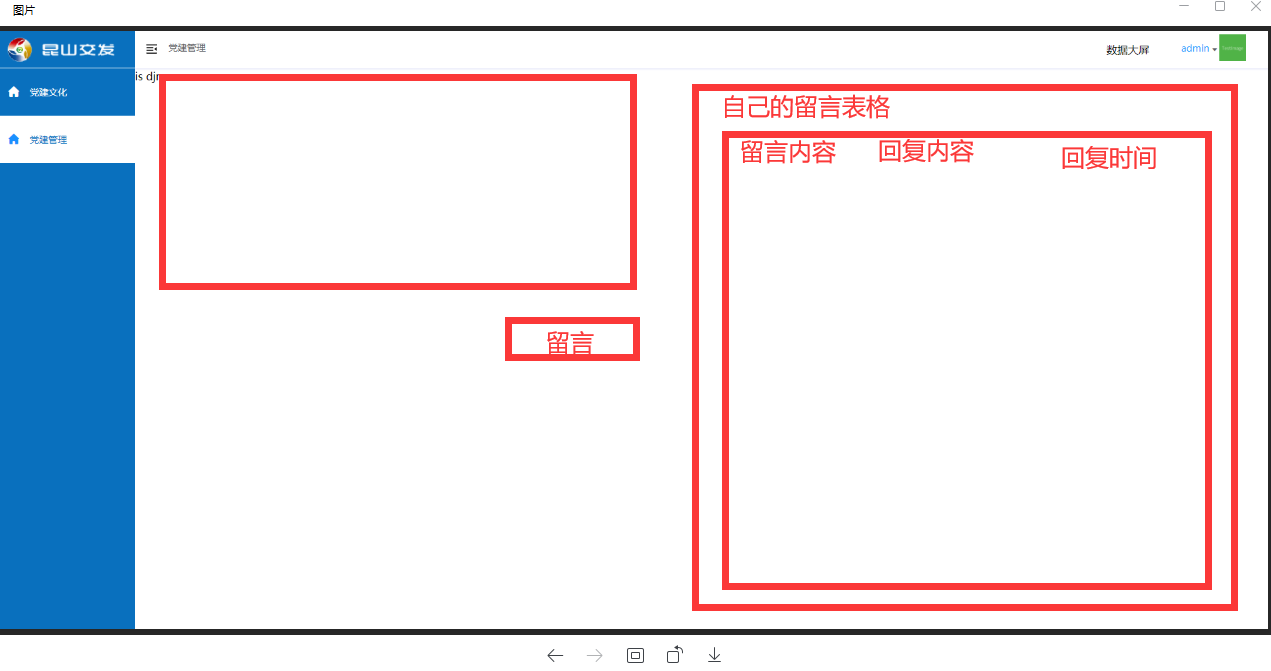 图片
昆山交发
党建管理
数据大屏
admin
党建文化
党建管理
is djr
自己的留言表格
留言内容
回复内容
回复时间
留言